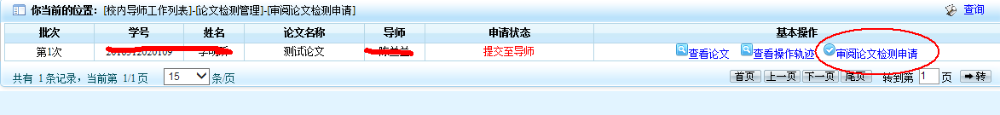 你当前的位置：[校内导师工作列表]-[论文检测管理]-[审阅论文检测申请] 查询
批次 学号 姓名 论文名称 导师 申请状态 基本操作
第1次 测试论文 提交至导师 查看论文 查看操作轨迹 审阅论文检测申请
共有 1 条记录，当前第 1/1 页 15 条/页 首页 上一页 下一页 尾页 转到第 1 页 转